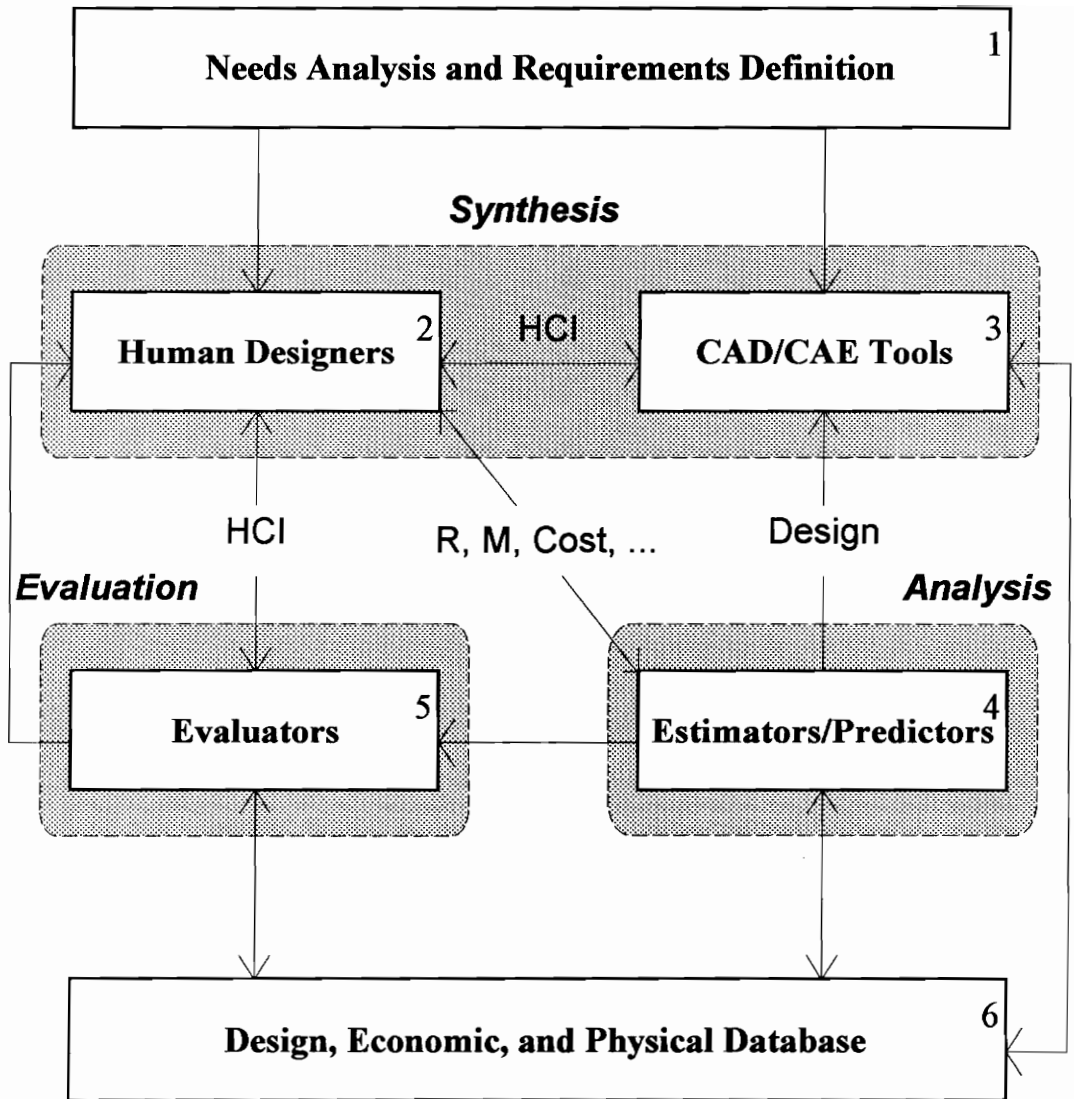 1
Needs Analysis and Requirements Definition
Synthesis
2
Human Designers
HCI
3
CAD/CAE Tools
HCI
R, M, Cost, ...
Design
Evaluation
Analysis
5
Evaluators
4
Estimators/Predictors
6
Design, Economic, and Physical Database